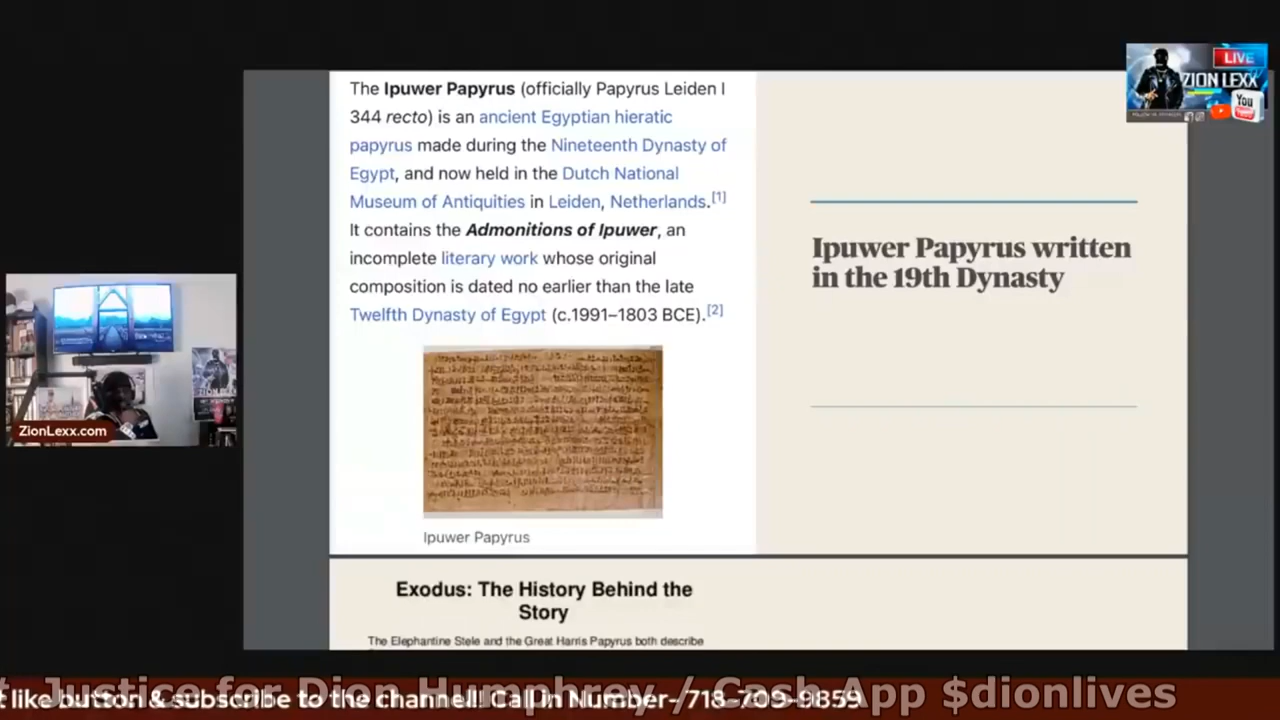 LIVE
ZION LEXX
You
The Ipuwer Papyrus (officially Papyrus Leiden I
344 recto) is an ancient Egyptian hieratic
papyrus made during the Nineteenth Dynasty of
Egypt, and now held in the Dutch National
Museum of Antiquities in Leiden, Netherlands.[1]
It contains the Admonitions of Ipuwer, an
incomplete literary work whose original
composition is dated no earlier than the late
Twelfth Dynasty of Egypt (c.1991–1803 BCE).[2]
Ipuwer Papyrus
Ipuwer Papyrus written
in the 19th Dynasty
ZION LEXX
ZionLexx.com
Exodus: The History Behind the
Story
The Elephantine Stele and the Great Harris Papyrus both describe
like button & subscribe to the channel!! Call in Number- 718-709-9859
Justice for Dion Humphrey / Cash App $dionlives